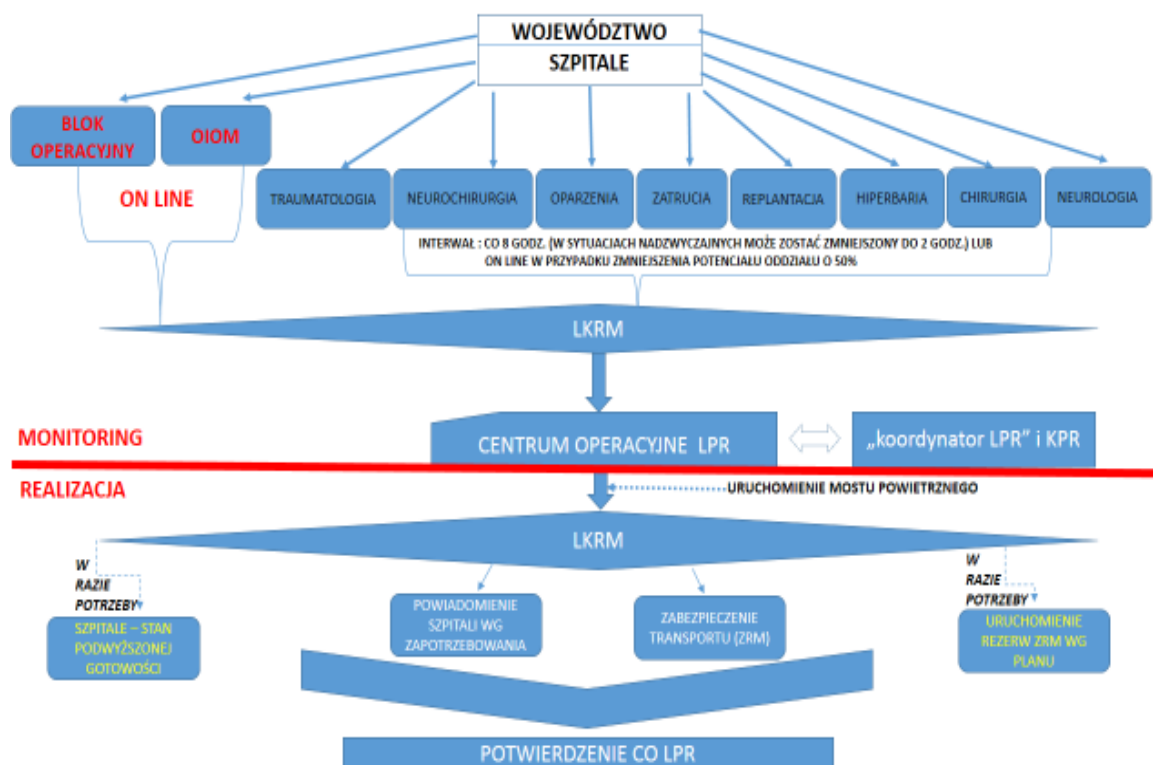 WOJEWÓDZTWO
SZPITALE
BLOK
OPERACYJNY
OIOM
ON LINE
TRAUMATOLOGIA
NEUROCHIRURGIA
OPARZENIA
ZATRUCIA
REPLANTACJA
HIPERBARIA
CHIRURGIA
NEUROLOGIA
INTERWAŁ : CO 8 GODZ. (W SYTUACJACH NADZWYCZAJNYCH MOŻE ZOSTAĆ ZMNIEJSZONY DO 2 GODZ.) LUB
ON LINE W PRZYPADKU ZMNIEJSZENIA POTENCJAŁU ODDZIAŁU O 50%
LKRM
MONITORING
CENTRUM OPERACYJNE LPR
„koordynator LPR” i KPR
REALIZACJA
URUCHOMIENIE MOSTU POWIETRZNEGO
LKRM
W
RAZIE
POTRZEBY
SZPITALE – STAN
PODWYŻSZONEJ
GOTOWOŚCI
POWIADOMIENIE
SZPITALI WG
ZAPOTRZEBOWANIA
ZABEZPIECZENIE
TRANSPORTU (ZRM)
W
RAZIE
POTRZEBY
URUCHOMIENIE
REZERW ZRM WG
PLANU
POTWIERDZENIE CO LPR